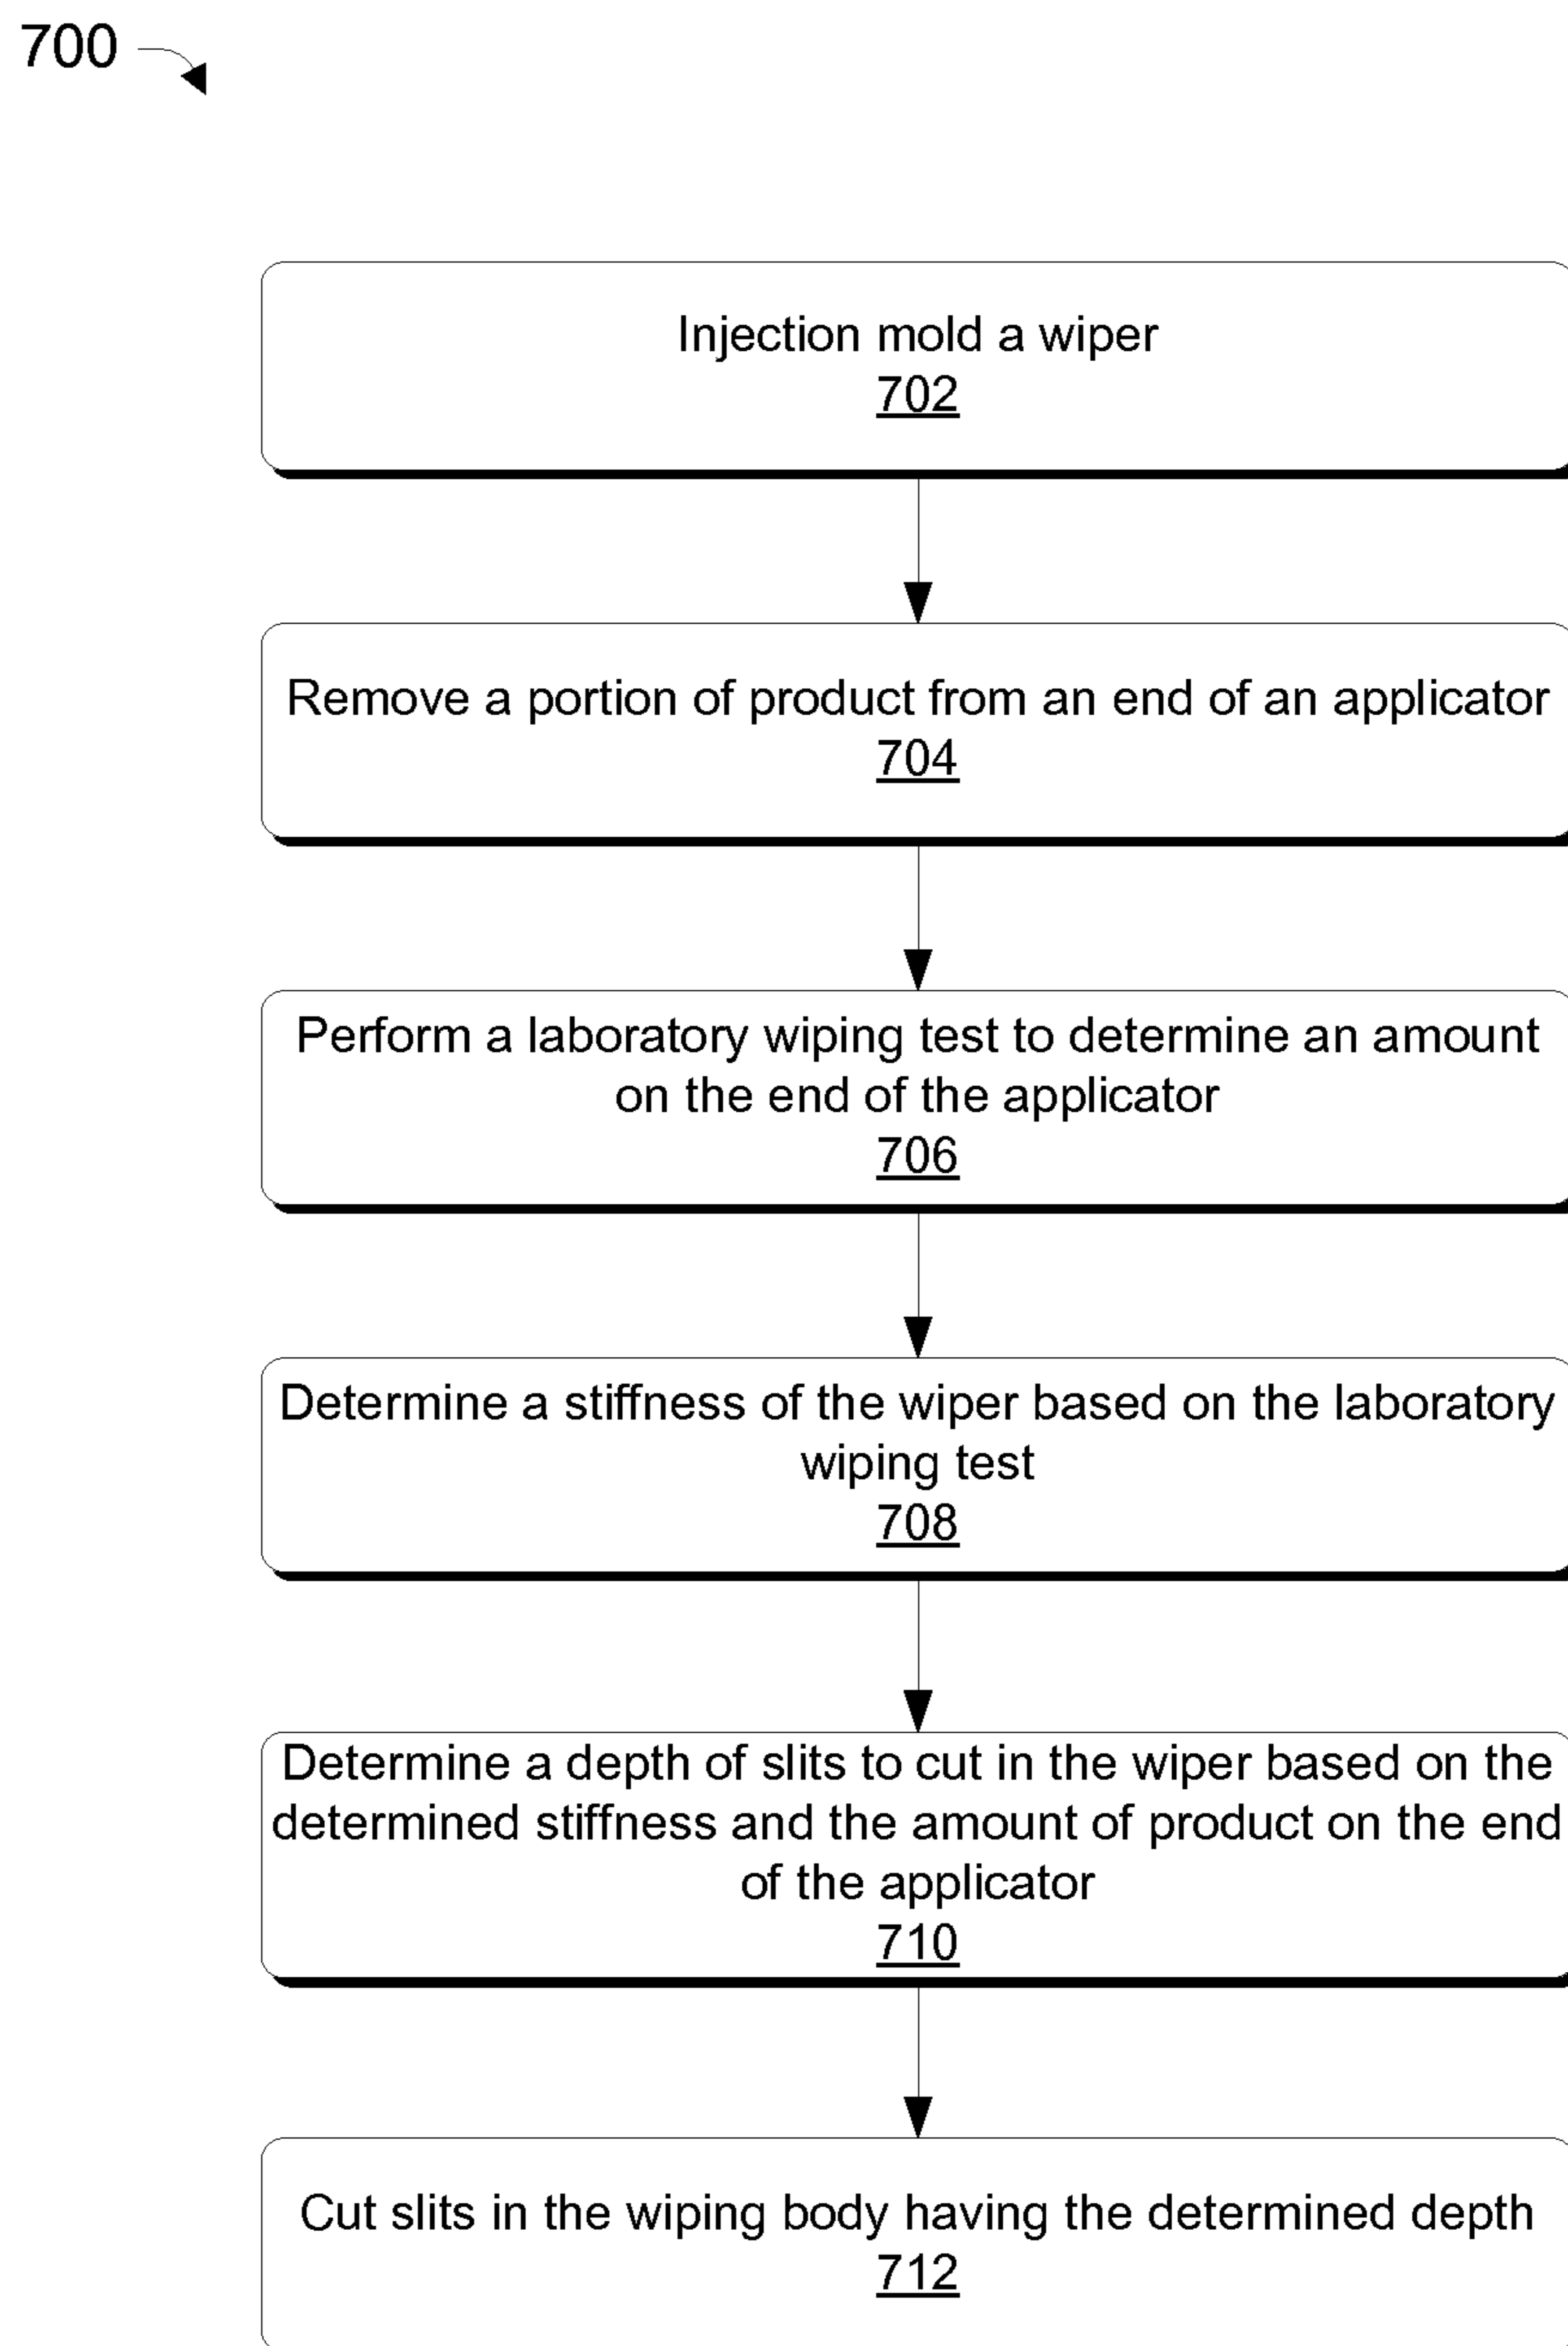 700
Injection mold a wiper
702
Remove a portion of product from an end of an applicator
704
Perform a laboratory wiping test to determine an amount
on the end of the applicator
706
Determine a stiffness of the wiper based on the laboratory
wiping test
708
Determine a depth of slits to cut in the wiper based on the
determined stiffness and the amount of product on the end
of the applicator
710
Cut slits in the wiping body having the determined depth
712